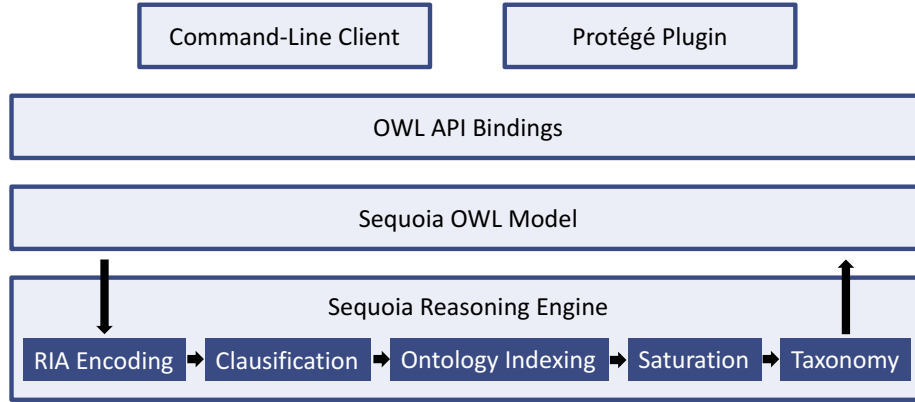 Command-Line Client
Protégé Plugin
OWL API Bindings
Sequoia OWL Model
Sequoia Reasoning Engine
RIA Encoding
Clausification
Ontology Indexing
Saturation
Taxonomy